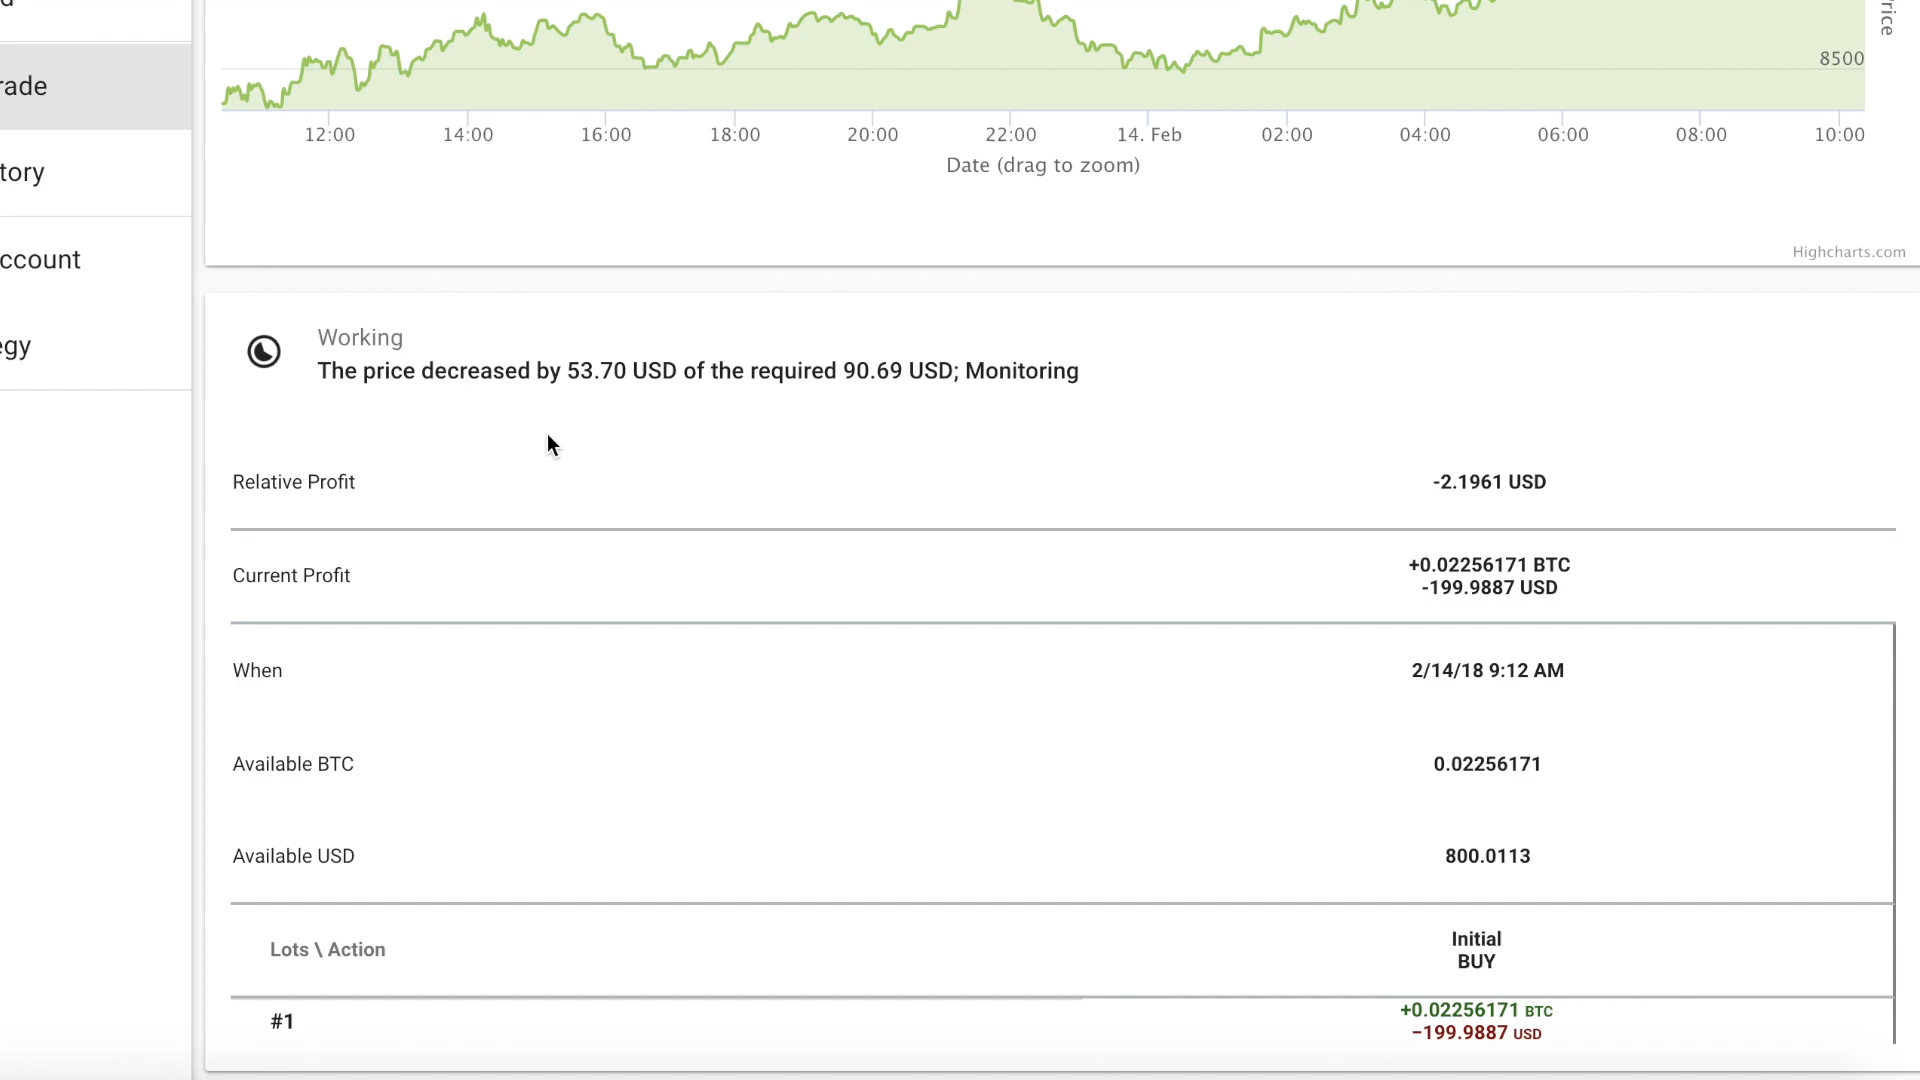 rade
tory
ccount
egy
rice
8500
12:00 14:00 16:00 18:00 20:00 22:00 14. Feb 02:00 04:00 06:00 08:00 10:00
Date (drag to zoom)
Highcharts.com
Working
The price decreased by 53.70 USD of the required 90.69 USD; Monitoring
Relative Profit -2.1961 USD
Current Profit +0.02256171 BTC
-199.9887 USD
When 2/14/18 9:12 AM
Available BTC 0.02256171
Available USD 800.0113
Lots \ Action Initial
BUY
#1 +0.02256171 BTC
−199.9887 USD